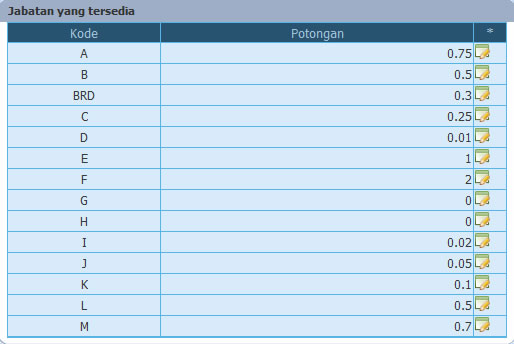 Jabatan yang tersedia
Kode Potongan *
A 0.75
B 0.5
BRD 0.3
C 0.25
D 0.01
E 1
F 2
G 0
H 0
I 0.02
J 0.05
K 0.1
L 0.5
M 0.7